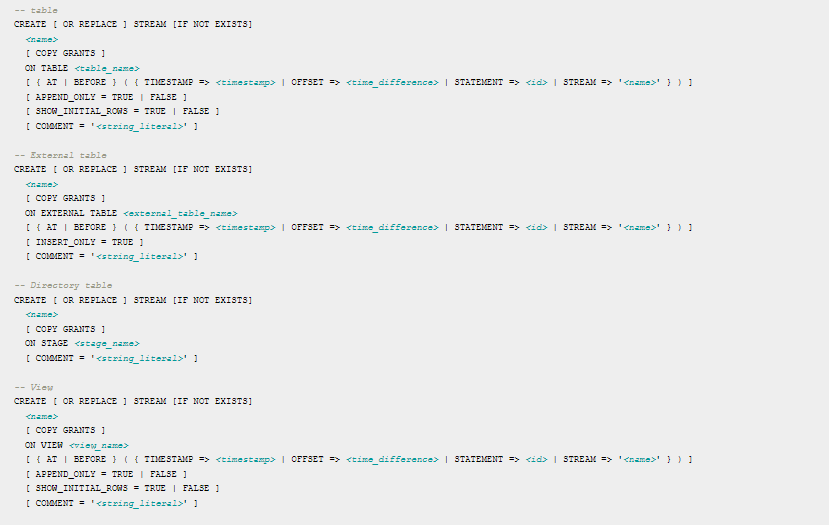 -- table
CREATE [ OR REPLACE ] STREAM [IF NOT EXISTS]
<name>
[ COPY GRANTS ]
ON TABLE <table_name>
[ { AT | BEFORE } ( { TIMESTAMP => <timestamp> | OFFSET => <time_difference> | STATEMENT => <id> | STREAM => '<name>' } ) ]
[ APPEND_ONLY = TRUE | FALSE ]
[ SHOW_INITIAL_ROWS = TRUE | FALSE ]
[ COMMENT = '<string_literal>' ]
-- External table
CREATE [ OR REPLACE ] STREAM [IF NOT EXISTS]
<name>
[ COPY GRANTS ]
ON EXTERNAL TABLE <external_table_name>
[ { AT | BEFORE } ( { TIMESTAMP => <timestamp> | OFFSET => <time_difference> | STATEMENT => <id> | STREAM => '<name>' } ) ]
[ INSERT_ONLY = TRUE ]
[ COMMENT = '<string_literal>' ]
-- Directory table
CREATE [ OR REPLACE ] STREAM [IF NOT EXISTS]
<name>
[ COPY GRANTS ]
ON STAGE <stage_name>
[ COMMENT = '<string_literal>' ]
-- View
CREATE [ OR REPLACE ] STREAM [IF NOT EXISTS]
<name>
[ COPY GRANTS ]
ON VIEW <view_name>
[ { AT | BEFORE } ( { TIMESTAMP => <timestamp> | OFFSET => <time_difference> | STATEMENT => <id> | STREAM => '<name>' } ) ]
[ APPEND_ONLY = TRUE | FALSE ]
[ SHOW_INITIAL_ROWS = TRUE | FALSE ]
[ COMMENT = '<string_literal>' ]